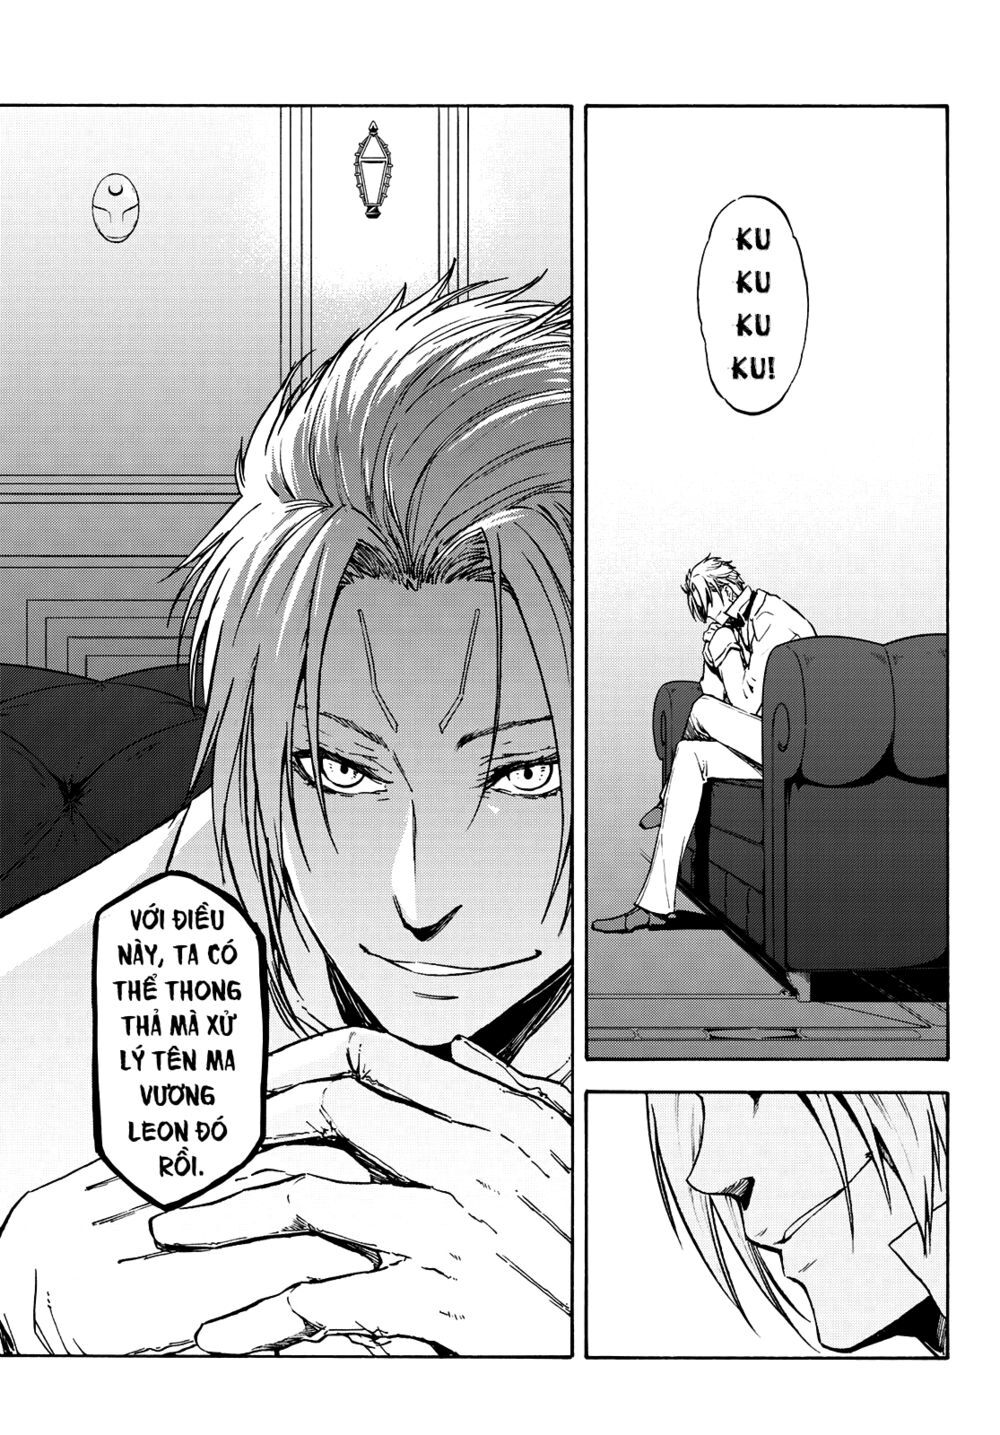 KU
KU
KU
KU!
VỚI ĐIỀU
NÀY, TA CÓ
THỂ THONG
THẢ MÀ XỬ
LÝ TÊN MA
VƯƠNG
LEON ĐÓ
RỒI.